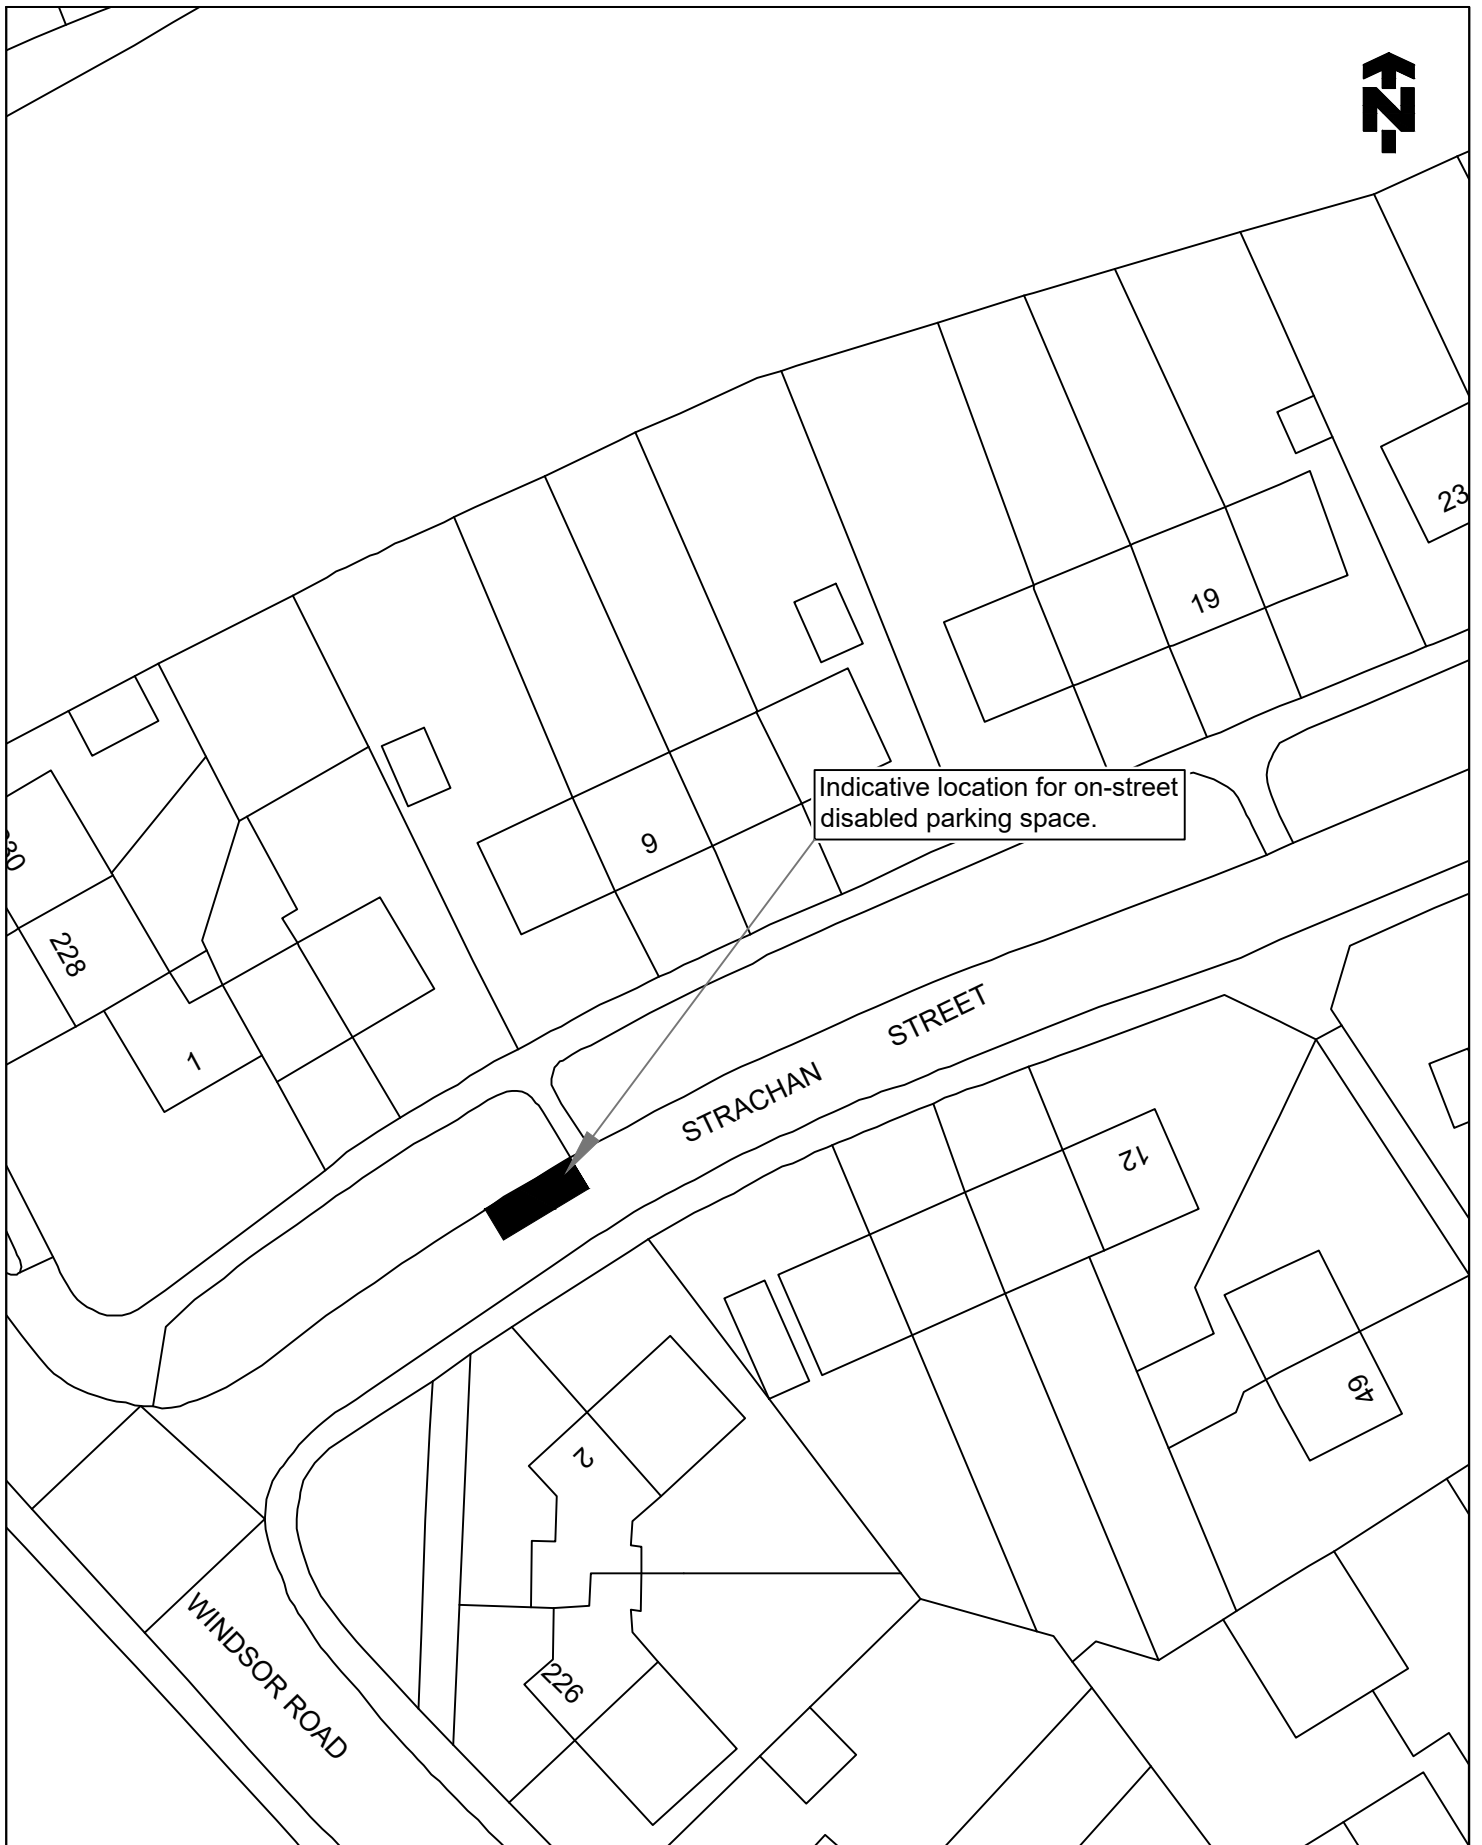 N
23
19
Indicative location for on-street
disabled parking space.
9
30
228
1
STRACHAN STREET
12
49
2
226
WINDSOR ROAD